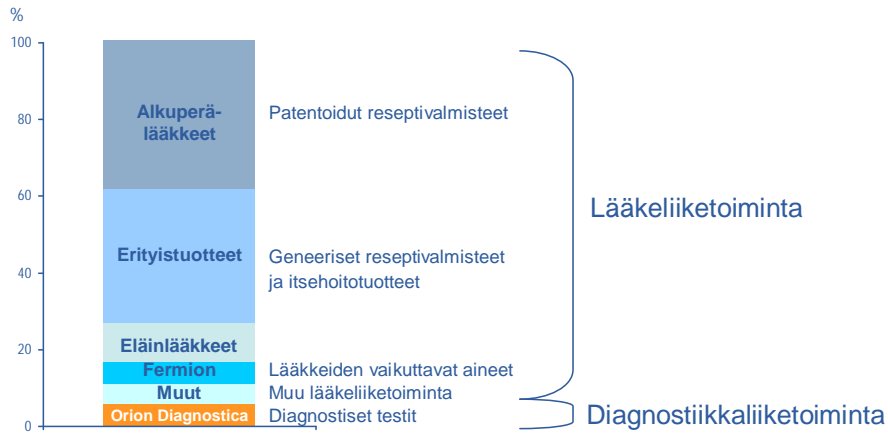 %
100
80
60
40
20
0
Alkuperä-
lääkkeet
Patentoidut reseptivalmisteet
Erityistuotteet
Geneeriset reseptivalmisteet
ja itsehoitotuotteet
Eläinlääkkeet
Fermion
Lääkkeiden vaikuttavat aineet
Muut
Muu lääkeliiketoiminta
Orion Diagnostica
Diagnostiset testit
Lääkeliiketoiminta
Diagnostiikkaliiketoiminta